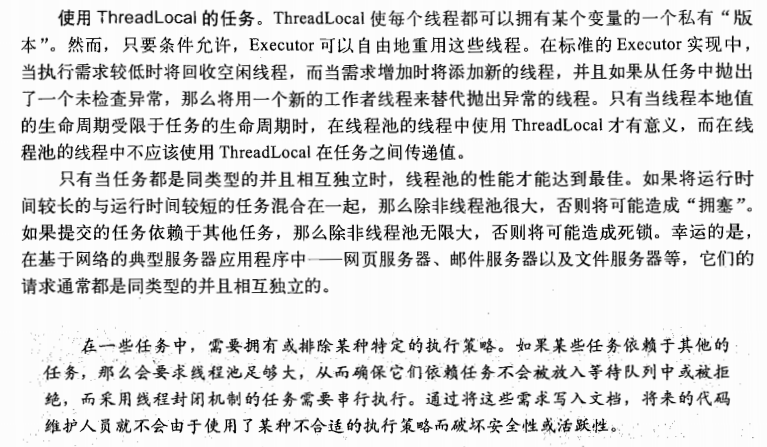 使用 ThreadLocal 的任务。ThreadLocal 使每个线程都可以拥有某个变量的一个私有“版
本”。然而，只要条件允许，Executor 可以自由地重用这些线程。在标准的 Executor 实现中，
当执行需求较低时将回收空闲线程，而当需求增加时将添加新的线程，并且如果从任务中抛出
了一个未检查异常，那么将用一个新的工作者线程来替代抛出异常的线程。只有当线程本地值
的生命周期受限于任务的生命周期时，在线程池的线程中使用 ThreadLocal 才有意义，而在线
程池的线程中不应该使用 ThreadLocal 在任务之间传递值。
只有当任务都是同类型的并且相互独立时，线程池的性能才能达到最佳。如果将运行时
间较长的与运行时间较短的任务混合在一起，那么除非线程池很大，否则将可能造成“拥塞”。
如果提交的任务依赖于其他任务，那么除非线程池无限大，否则将可能造成死锁。幸运的是，
在基于网络的典型服务器应用程序中——网页服务器、邮件服务器以及文件服务器等，它们的
请求通常都是同类型的并且相互独立的。
在一些任务中，需要拥有或排除某种特定的执行策略。如果某些任务依赖于其他的
任务，那么会要求线程池足够大，从而确保它们依赖任务不会被放入等待队列中或被拒
绝，而采用线程封闭机制的任务需要串行执行。通过将这些需求写入文档，将来的代码
维护人员就不会由于使用了某种不合适的执行策略而破坏安全性或活跃性。